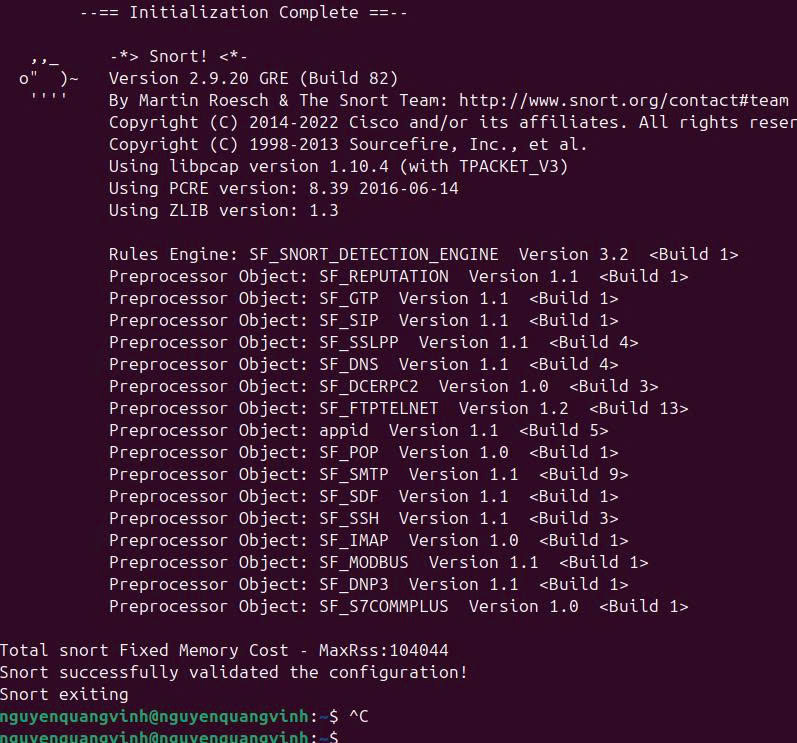 --== Initialization Complete ==--
,,_     -*> Snort! <*-
o"  )~   Version 2.9.20 GRE (Build 82)
''''    By Martin Roesch & The Snort Team: http://www.snort.org/contact#team
Copyright (C) 2014-2022 Cisco and/or its affiliates. All rights reser
Copyright (C) 1998-2013 Sourcefire, Inc., et al.
Using libpcap version 1.10.4 (with TPACKET_V3)
Using PCRE version: 8.39 2016-06-14
Using ZLIB version: 1.3
Rules Engine: SF_SNORT_DETECTION_ENGINE  Version 3.2  <Build 1>
Preprocessor Object: SF_REPUTATION  Version 1.1  <Build 1>
Preprocessor Object: SF_GTP  Version 1.1  <Build 1>
Preprocessor Object: SF_SIP  Version 1.1  <Build 1>
Preprocessor Object: SF_SSLPP  Version 1.1  <Build 4>
Preprocessor Object: SF_DNS  Version 1.1  <Build 4>
Preprocessor Object: SF_DCERPC2  Version 1.0  <Build 3>
Preprocessor Object: SF_FTPTELNET  Version 1.2  <Build 13>
Preprocessor Object: appid  Version 1.1  <Build 5>
Preprocessor Object: SF_POP  Version 1.0  <Build 1>
Preprocessor Object: SF_SMTP  Version 1.1  <Build 9>
Preprocessor Object: SF_SDF  Version 1.1  <Build 1>
Preprocessor Object: SF_SSH  Version 1.1  <Build 3>
Preprocessor Object: SF_IMAP  Version 1.0  <Build 1>
Preprocessor Object: SF_MODBUS  Version 1.1  <Build 1>
Preprocessor Object: SF_DNP3  Version 1.1  <Build 1>
Preprocessor Object: SF_S7COMMPLUS  Version 1.0  <Build 1>
Total snort Fixed Memory Cost - MaxRss:104044
Snort successfully validated the configuration!
Snort exiting
nguyenquangvinh@nguyenquangvinh:~$ ^C
nguyenquangvinh@nguyenquangvinh:~$